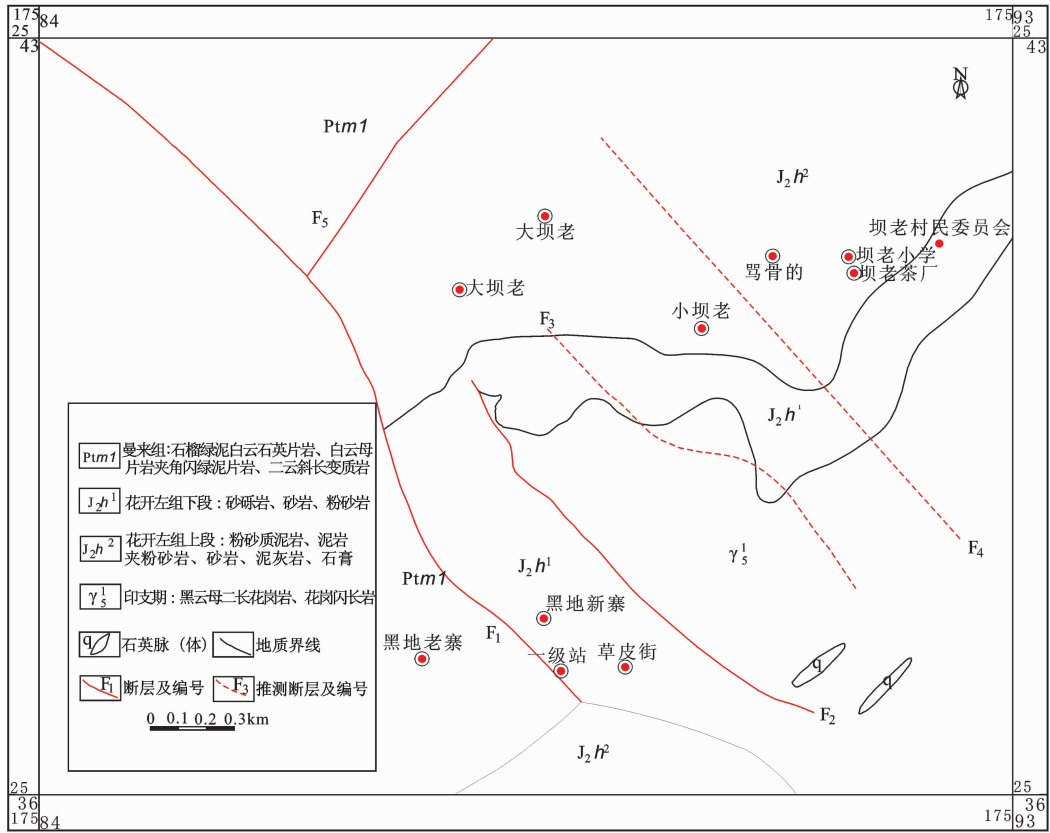 17584
17593
25
43
25
43
N
Ptm1
J₂h²
F₅
大坝老
坝老村民委员会
骂骨的
坝老小学
坝老茶厂
大坝老
小坝老
F₃
J₂h¹
Ptm1
曼来组:石榴绿泥白云石英片岩、白云母
片岩夹角闪绿泥片岩、二云斜长变质岩
J₂h¹
花开左组下段:砂砾岩、砂岩、粉砂岩
J₂h²
花开左组上段:粉砂质泥岩、泥岩
夹粉砂岩、砂岩、泥灰岩、石膏
γ₅¹
印支期:黑云母二长花岗岩、花岗闪长岩
q
石英脉(体)
地质界线
F₁
断层及编号
F₃
推测断层及编号
0 0.1 0.2 0.3km
F₄
γ₅¹
J₂h¹
Ptm1
黑地新寨
F₁
黑地老寨
一级站
草皮街
q
q
F₂
J₂h²
25
36
25
36
17584
17593